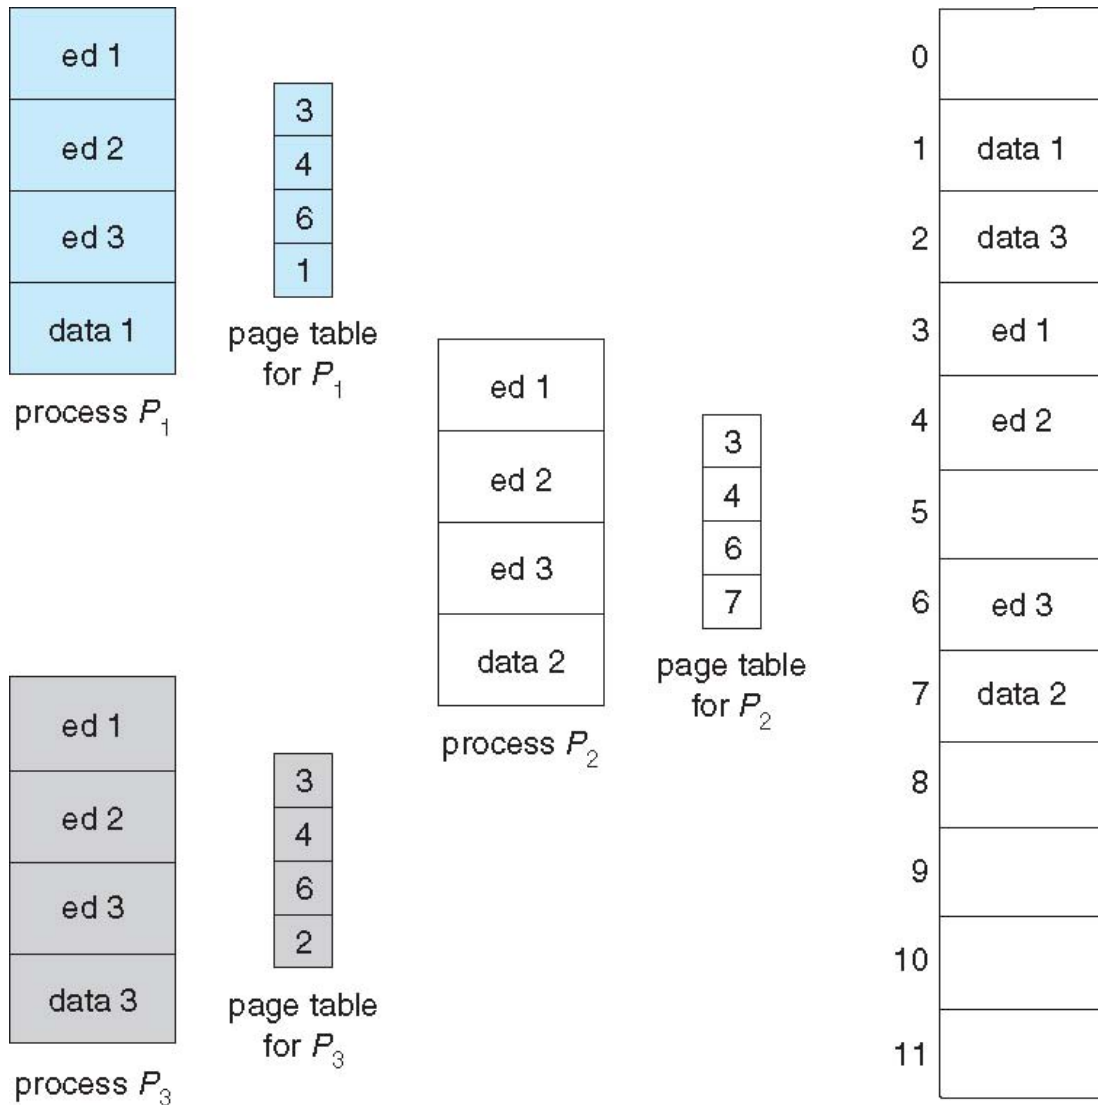 ed 1
ed 2
ed 3
data 1
process P₁
3
4
6
1
page table
for P₁
ed 1
ed 2
ed 3
data 2
process P₂
3
4
6
7
page table
for P₂
ed 1
ed 2
ed 3
data 3
process P₃
3
4
6
2
page table
for P₃
0
1 data 1
2 data 3
3 ed 1
4 ed 2
5
6 ed 3
7 data 2
8
9
10
11